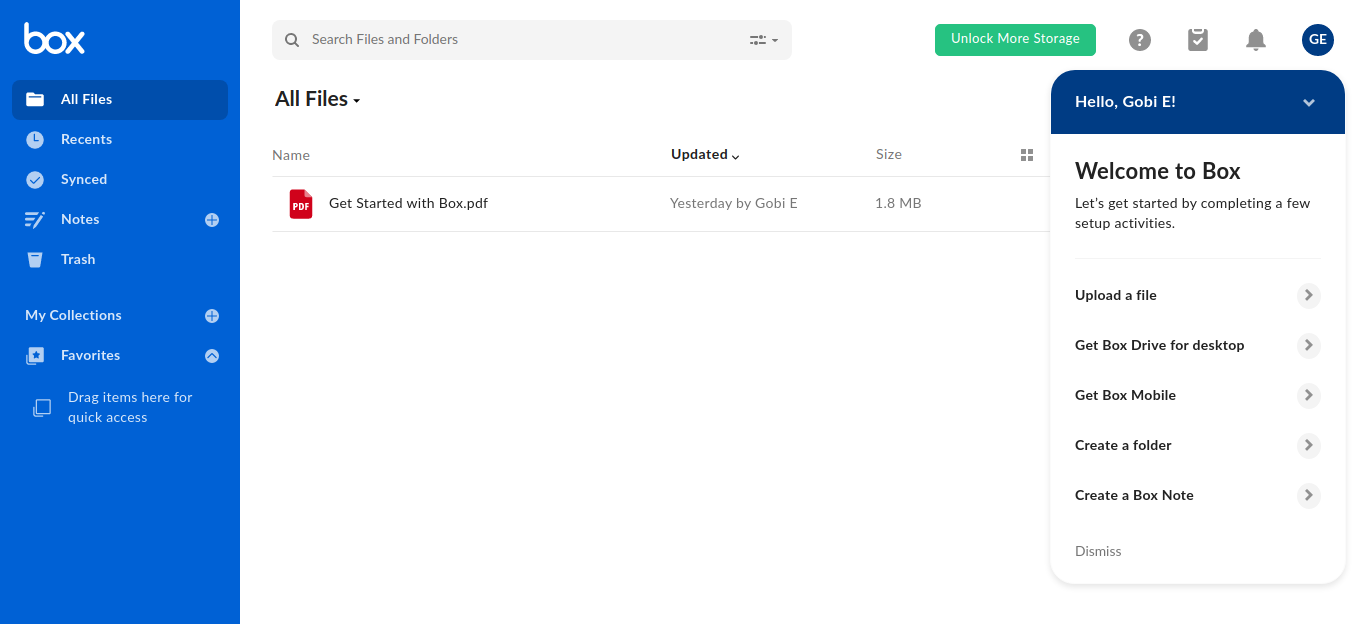 box
Search Files and Folders
Unlock More Storage
?
GE
All Files
Recents
Synced
Notes
Trash
My Collections
Favorites
Drag items here for
quick access
All Files
Name
Updated
Size
PDF
Get Started with Box.pdf
Yesterday by Gobi E
1.8 MB
Hello, Gobi E!
Welcome to Box
Let's get started by completing a few
setup activities.
Upload a file
Get Box Drive for desktop
Get Box Mobile
Create a folder
Create a Box Note
Dismiss